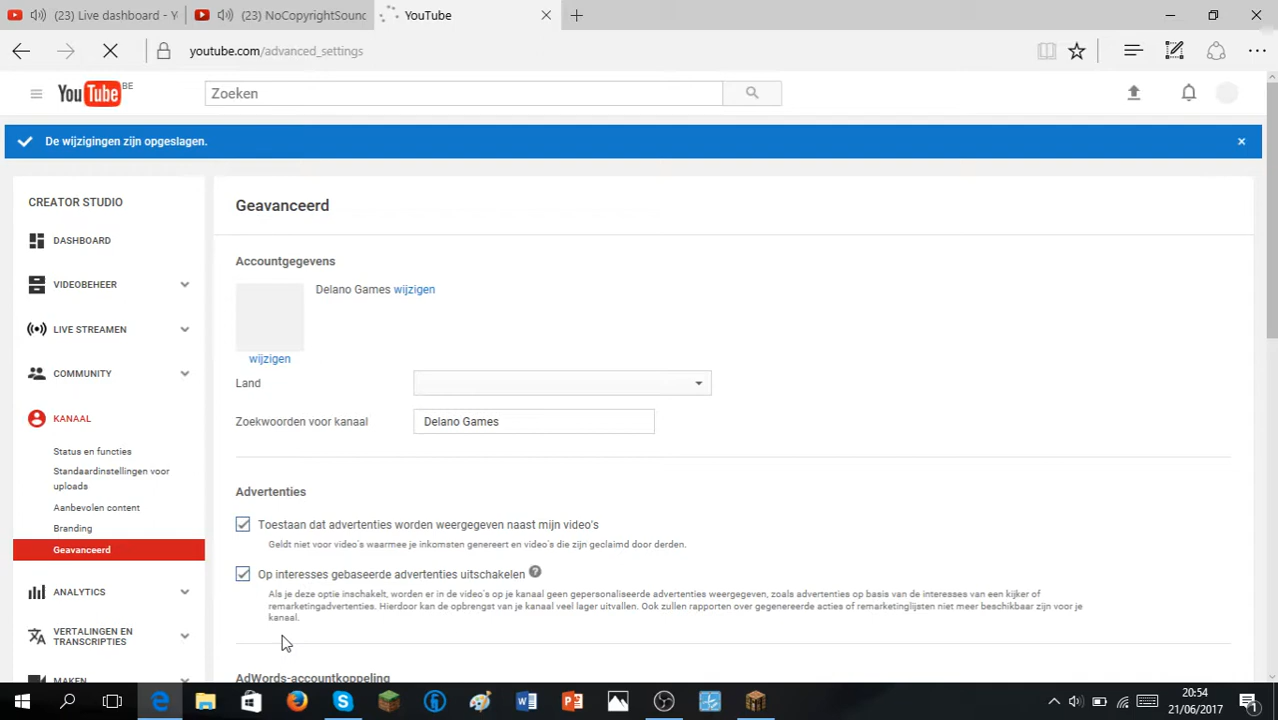 (23) Live dashboard - Y
(23) NoCopyrightSound
YouTube
youtube.com/advanced_settings
YouTube BE
Zoeken
De wijzigingen zijn opgeslagen.
CREATOR STUDIO
DASHBOARD
VIDEOBEHEER
LIVE STREAMEN
COMMUNITY
KANAAL
Status en functies
Standaardinstellingen voor
uploads
Aanbevolen content
Branding
Geavanceerd
ANALYTICS
VERTALINGEN EN
TRANSCRIPTIES
MAKEN
Geavanceerd
Accountgegevens
Delano Games wijzigen
wijzigen
Land
Zoekwoorden voor kanaal
Delano Games
Advertenties
Toestaan dat advertenties worden weergegeven naast mijn video's
Geldt niet voor video's waarmee je inkomsten genereert en video's die zijn geclaimd door derden.
Op interesses gebaseerde advertenties uitschakelen ?
Als je deze optie inschakelt, worden er in de video's op je kanaal geen gepersonaliseerde advertenties weergegeven, zoals advertenties op basis van de interesses van een kijker of
remarketingadvertenties. Hierdoor kan de opbrengst van je kanaal veel lager uitvallen. Ook zullen rapporten over gegenereerde acties of remarketinglijsten niet meer beschikbaar zijn voor je
kanaal.
AdWords-accountkoppeling
20:54
21/06/2017